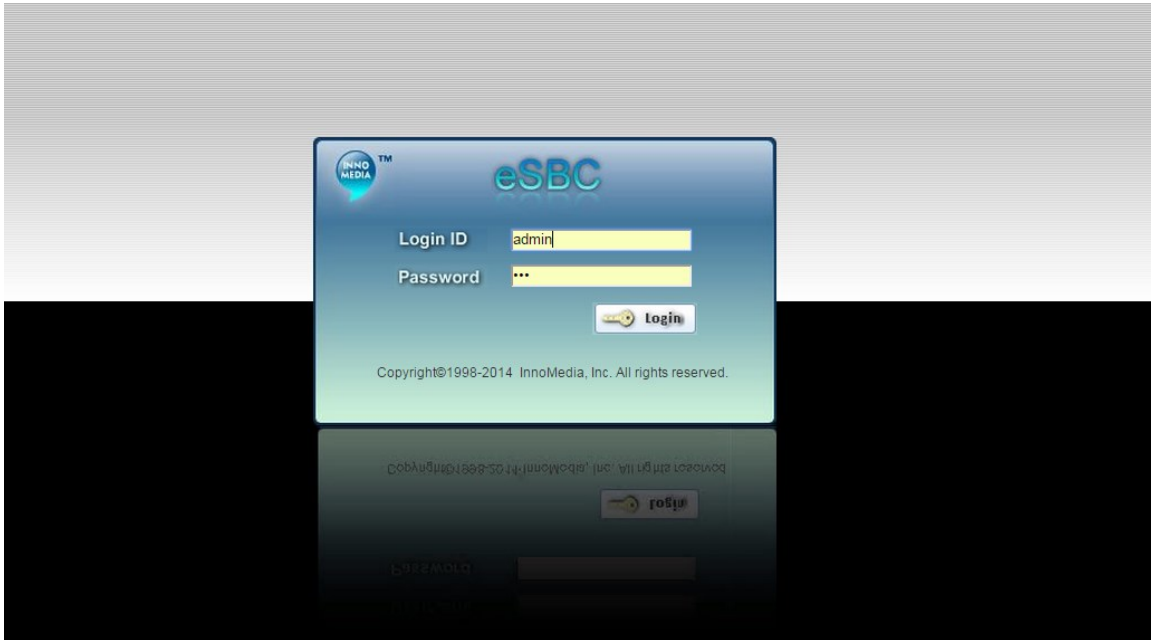 INNO
MEDIA
TM
eSBC
Login ID
admin
Password
•••
Login
Copyright©1998-2014 InnoMedia, Inc. All rights reserved.